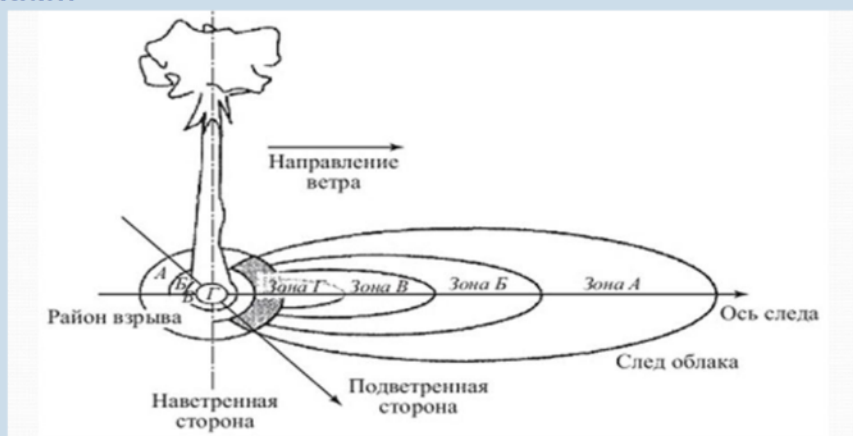 Направление
ветра
А
Б
В
Г
Зона Г
Зона В
Зона Б
Зона А
Район взрыва
Ось следа
След облака
Наветренная
сторона
Подветренная
сторона